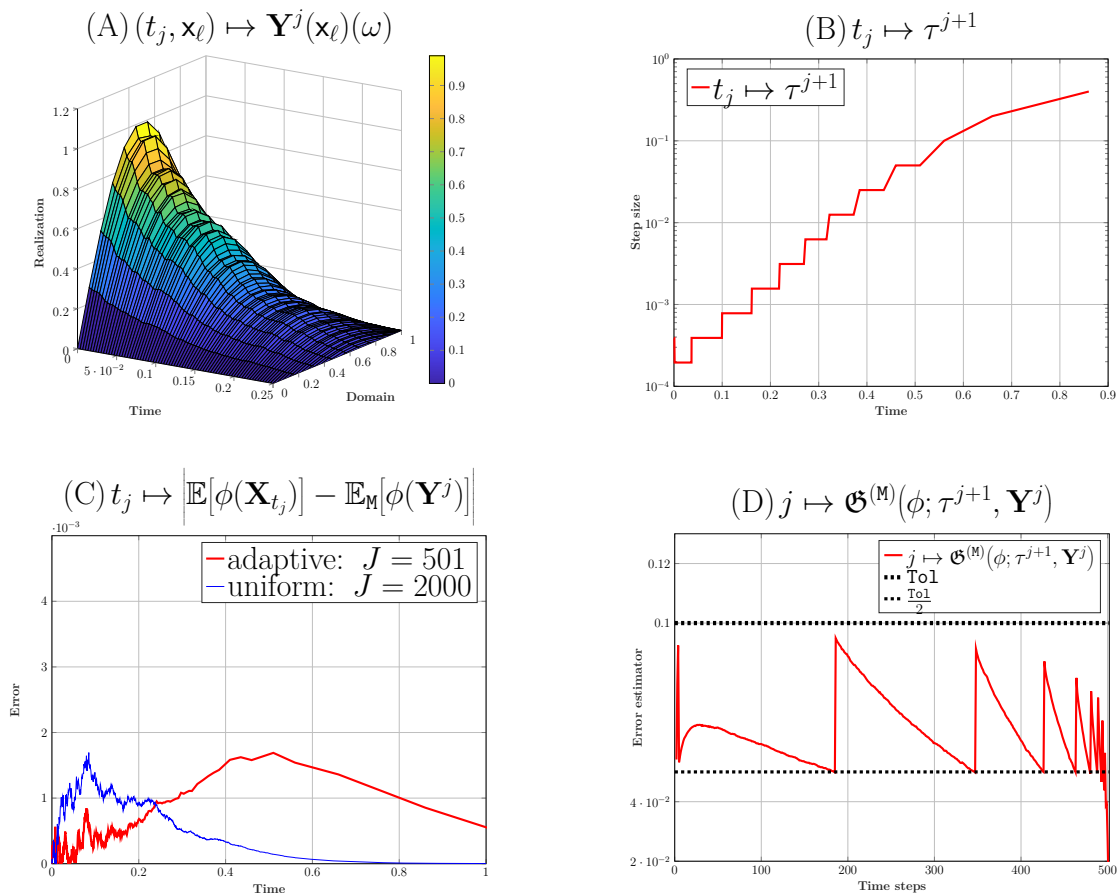 (A) (t_j, x_ℓ) ↦ Y^j(x_ℓ)(ω)
1.2
1
0.8
0.6
0.4
0.2
0
Realization
0
5 · 10⁻²
0.1
0.15
0.2
0.25
Time
0
0.2
0.4
0.6
0.8
1
Domain
0.9
0.8
0.7
0.6
0.5
0.4
0.3
0.2
0.1
0
(B) t_j ↦ τ^{j+1}
t_j ↦ τ^{j+1}
10⁰
10⁻¹
10⁻²
10⁻³
10⁻⁴
Step size
0 0.1 0.2 0.3 0.4 0.5 0.6 0.7 0.8 0.9
Time
(C) t_j ↦ |𝔼[ϕ(X_{t_j})] − 𝔼_M[ϕ(Y^j)]|
·10⁻³
adaptive: J = 501
uniform: J = 2000
4
3
2
1
0
Error
0 0.2 0.4 0.6 0.8 1
Time
(D) j ↦ 𝕲^{(M)}(ϕ; τ^{j+1}, Y^j)
j ↦ 𝕲^{(M)}(ϕ; τ^{j+1}, Y^j)
Tol
Tol/2
0.12
0.1
4 · 10⁻²
2 · 10⁻²
Error estimator
0 100 200 300 400 500
Time steps